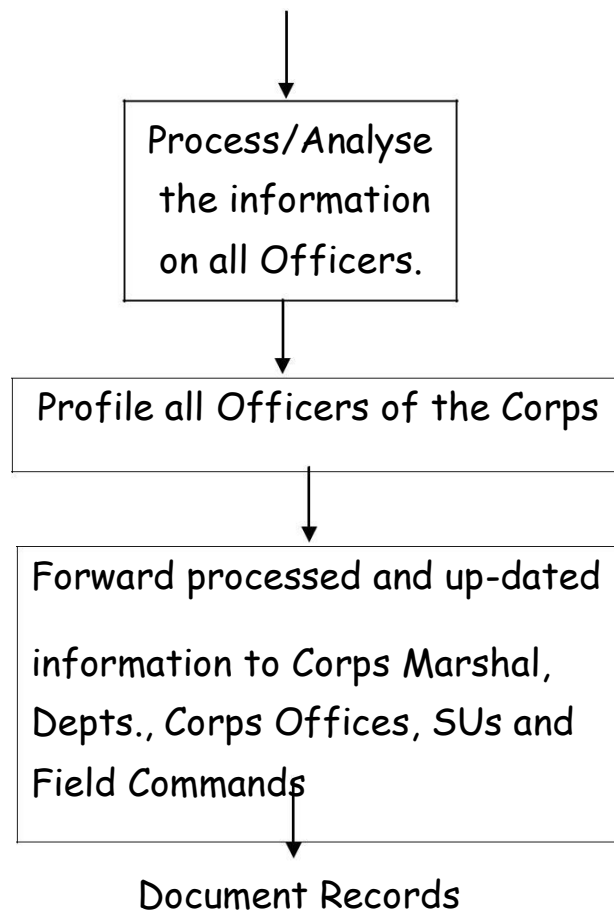 Process/Analyse
the information
on all Officers.
Profile all Officers of the Corps
Forward processed and up-dated
information to Corps Marshal,
Depts., Corps Offices, SUs and
Field Commands
Document Records